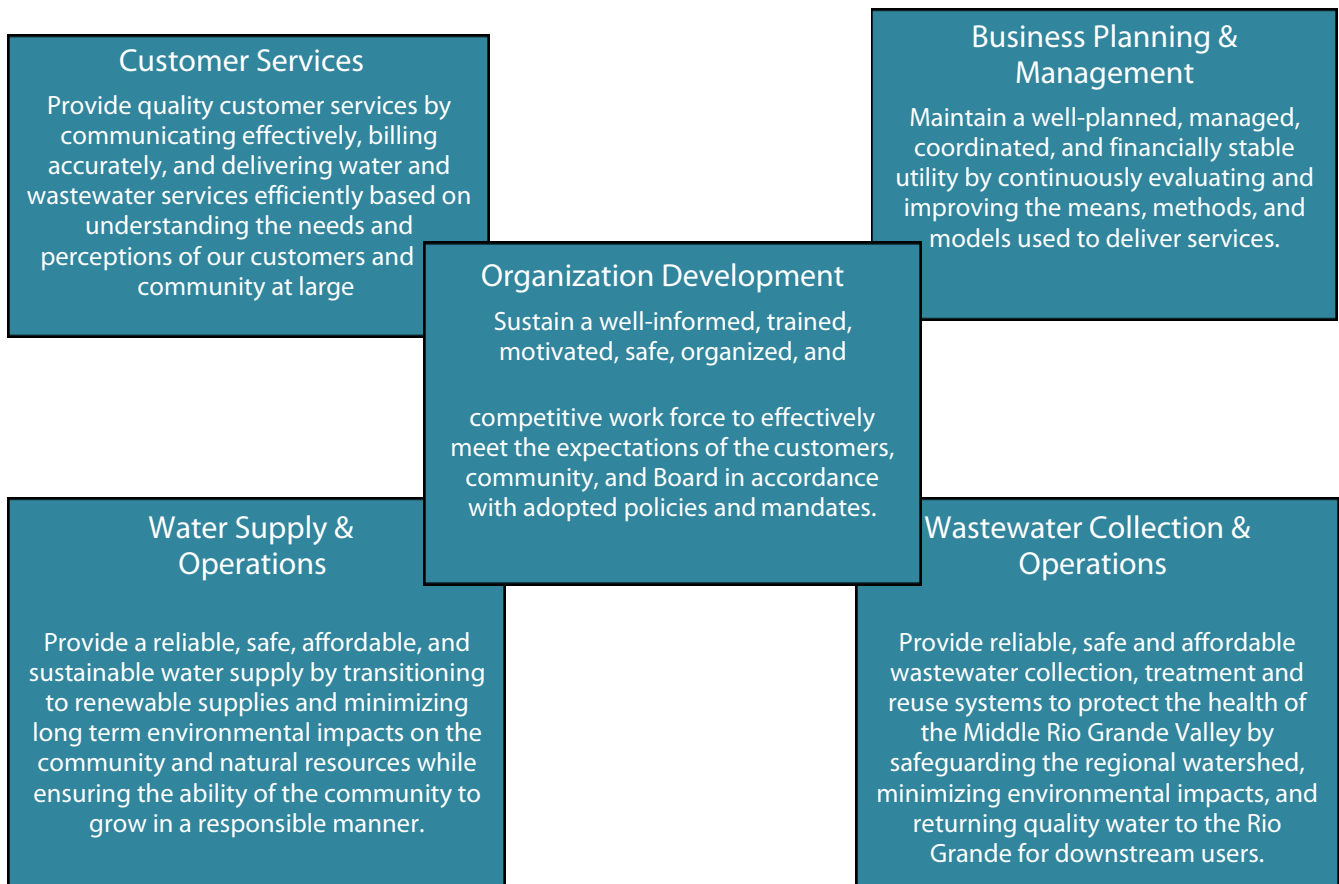 Customer Services
Provide quality customer services by
communicating effectively, billing
accurately, and delivering water and
wastewater services efficiently based on
understanding the needs and
perceptions of our customers and
community at large
Business Planning &
Management
Maintain a well-planned, managed,
coordinated, and financially stable
utility by continuously evaluating and
improving the means, methods, and
models used to deliver services.
Organization Development
Sustain a well-informed, trained,
motivated, safe, organized, and
competitive work force to effectively
meet the expectations of the customers,
community, and Board in accordance
with adopted policies and mandates.
Water Supply &
Operations
Provide a reliable, safe, affordable, and
sustainable water supply by transitioning
to renewable supplies and minimizing
long term environmental impacts on the
community and natural resources while
ensuring the ability of the community to
grow in a responsible manner.
Wastewater Collection &
Operations
Provide reliable, safe and affordable
wastewater collection, treatment and
reuse systems to protect the health of
the Middle Rio Grande Valley by
safeguarding the regional watershed,
minimizing environmental impacts, and
returning quality water to the Rio
Grande for downstream users.